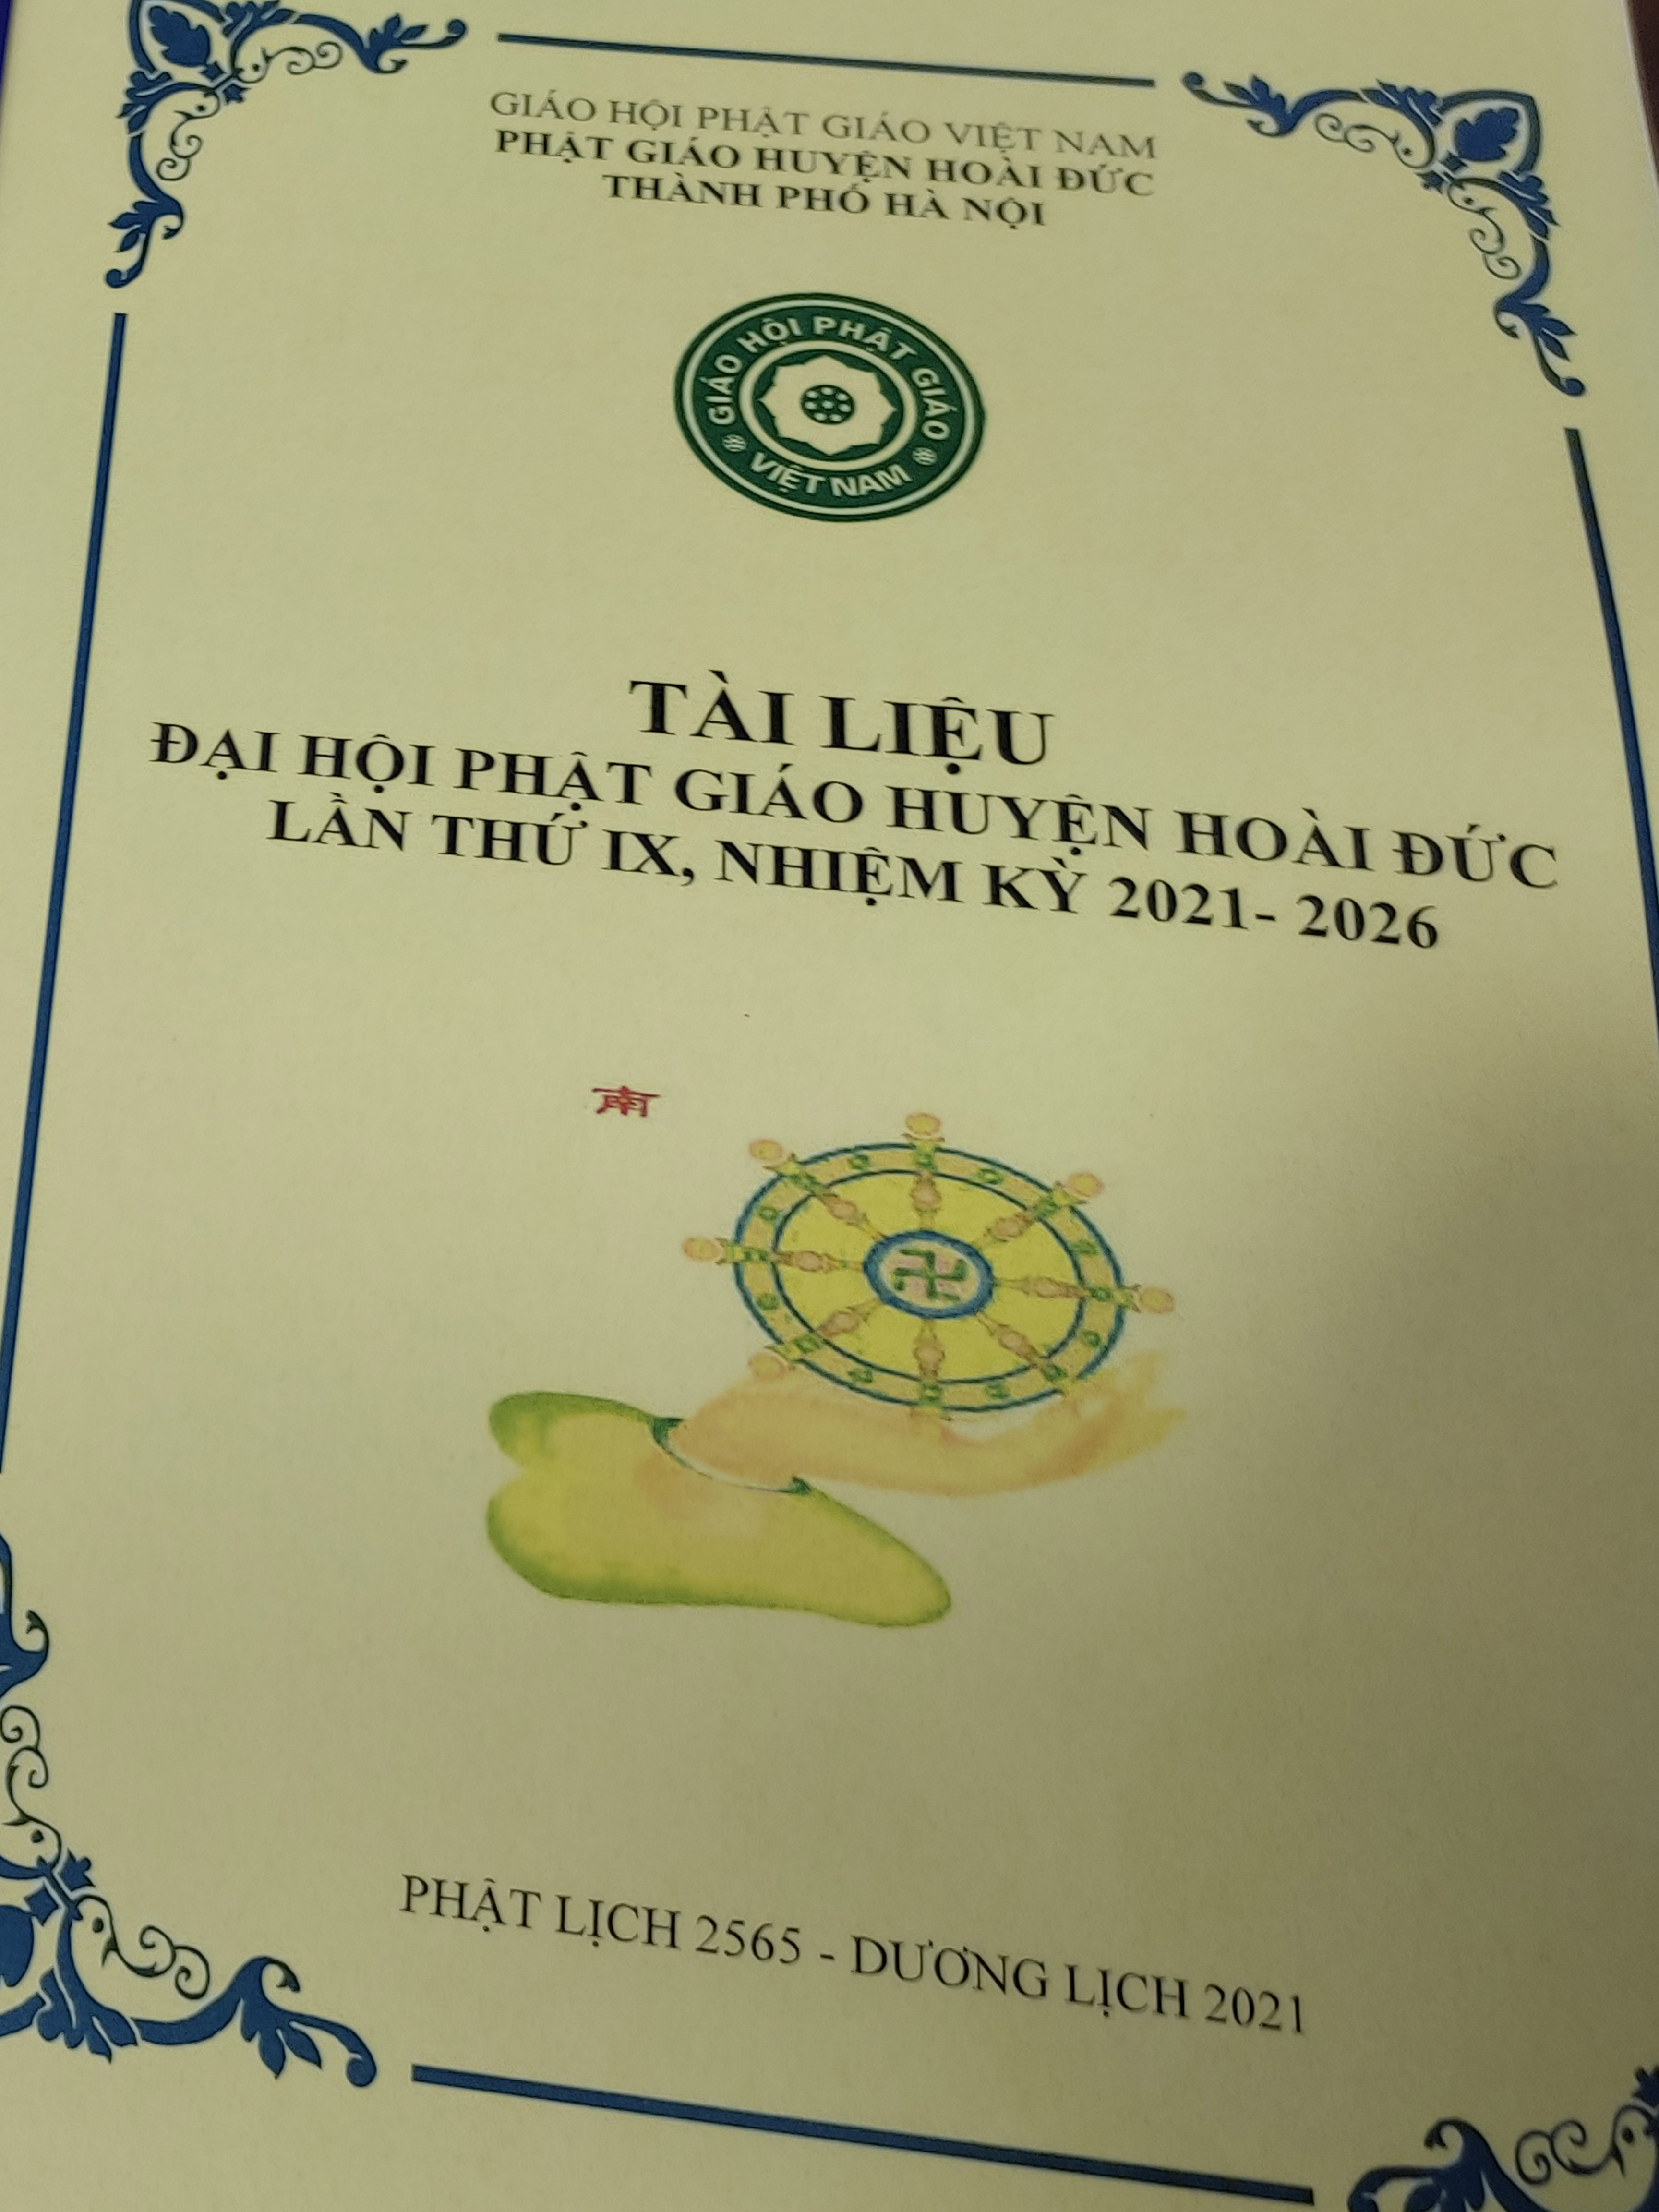 GIÁO HỘI PHẬT GIÁO VIỆT NAM
PHẬT GIÁO HUYỆN HOÀI ĐỨC
THÀNH PHỐ HÀ NỘI
GIÁO HỘI PHẬT GIÁO
VIỆT NAM
TÀI LIỆU
ĐẠI HỘI PHẬT GIÁO HUYỆN HOÀI ĐỨC
LẦN THỨ IX, NHIỆM KỲ 2021- 2026
PHẬT LỊCH 2565 - DƯƠNG LỊCH 2021